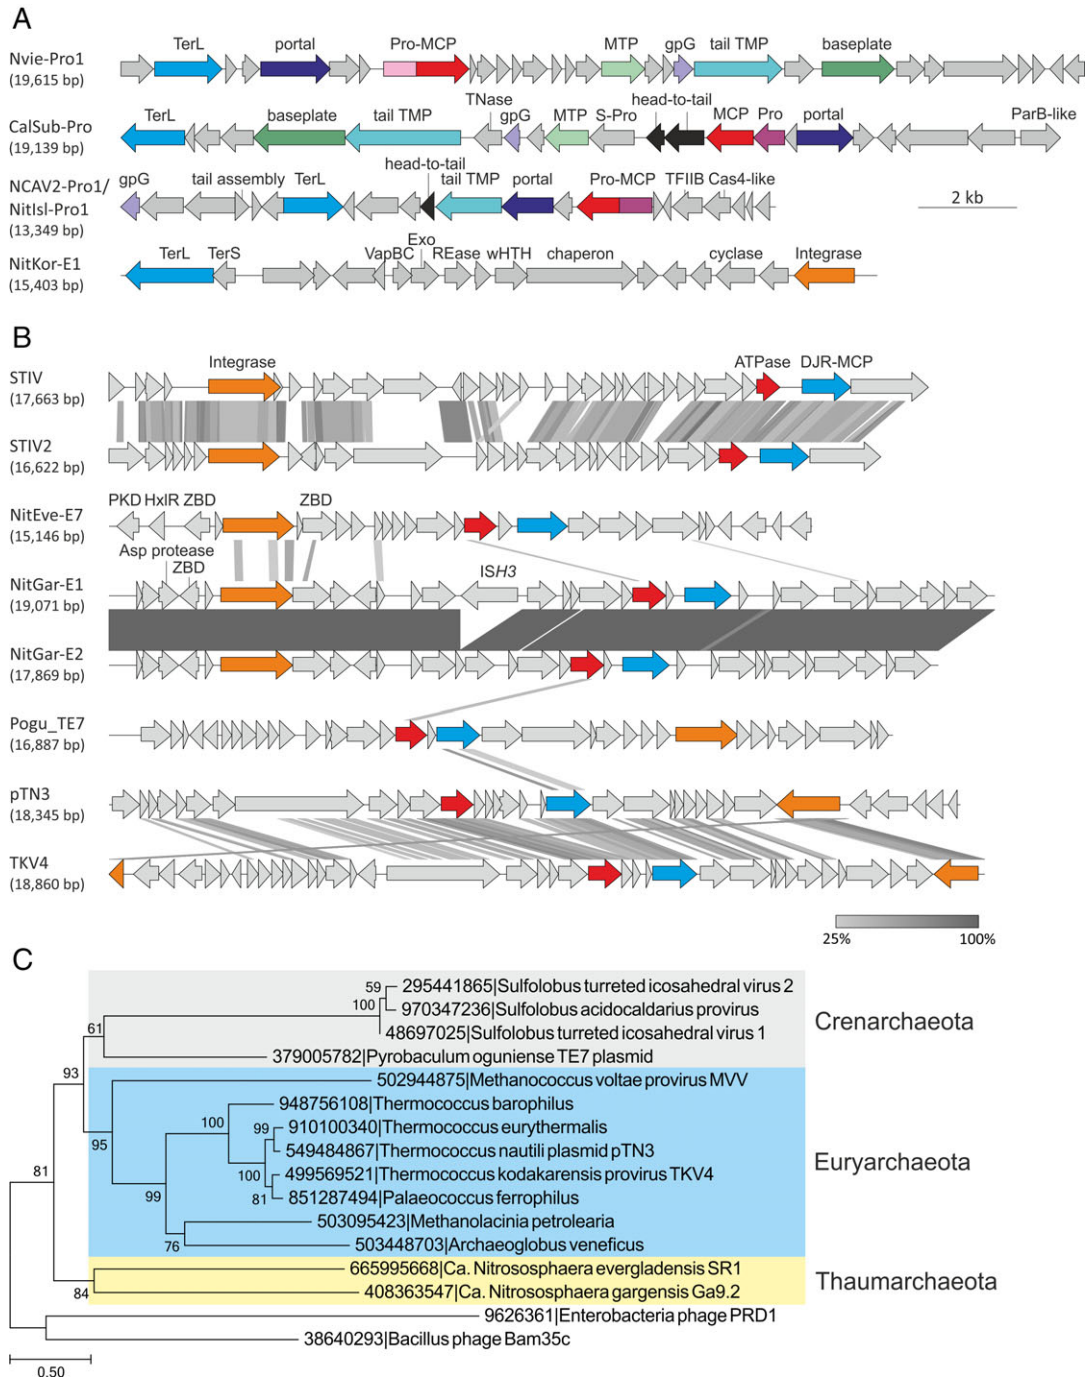 A
Nvie-Pro1
(19,615 bp)
TerL portal Pro-MCP MTP gpG tail TMP baseplate
CalSub-Pro
(19,139 bp)
TerL baseplate tail TMP TNase gpG MTP S-Pro head-to-tail MCP Pro portal ParB-like
NCAV2-Pro1/
NitIsl-Pro1
(13,349 bp)
gpG tail assembly TerL head-to-tail tail TMP portal Pro-MCP TFIIB Cas4-like
2 kb
NitKor-E1
(15,403 bp)
TerL TerS VapBC Exo REase wHTH chaperon cyclase Integrase
B
STIV
(17,663 bp)
Integrase ATPase DJR-MCP
STIV2
(16,622 bp)
NitEve-E7
(15,146 bp)
PKD HxlR ZBD ZBD
NitGar-E1
(19,071 bp)
Asp protease
ZBD
ISH3
NitGar-E2
(17,869 bp)
Pogu_TE7
(16,887 bp)
pTN3
(18,345 bp)
TKV4
(18,860 bp)
25% 100%
C
59 295441865|Sulfolobus turreted icosahedral virus 2
100 970347236|Sulfolobus acidocaldarius provirus
Crenarchaeota
61 48697025|Sulfolobus turreted icosahedral virus 1
379005782|Pyrobaculum oguniense TE7 plasmid
93 502944875|Methanococcus voltae provirus MVV
100 948756108|Thermococcus barophilus
99 910100340|Thermococcus eurythermalis
95 549484867|Thermococcus nautili plasmid pTN3
Euryarchaeota
81 100 499569521|Thermococcus kodakarensis provirus TKV4
99 81 851287494|Palaeococcus ferrophilus
503095423|Methanolacinia petrolearia
76 503448703|Archaeoglobus veneficus
665995668|Ca. Nitrososphaera evergladensis SR1
Thaumarchaeota
84 408363547|Ca. Nitrososphaera gargensis Ga9.2
9626361|Enterobacteria phage PRD1
38640293|Bacillus phage Bam35c
0.50